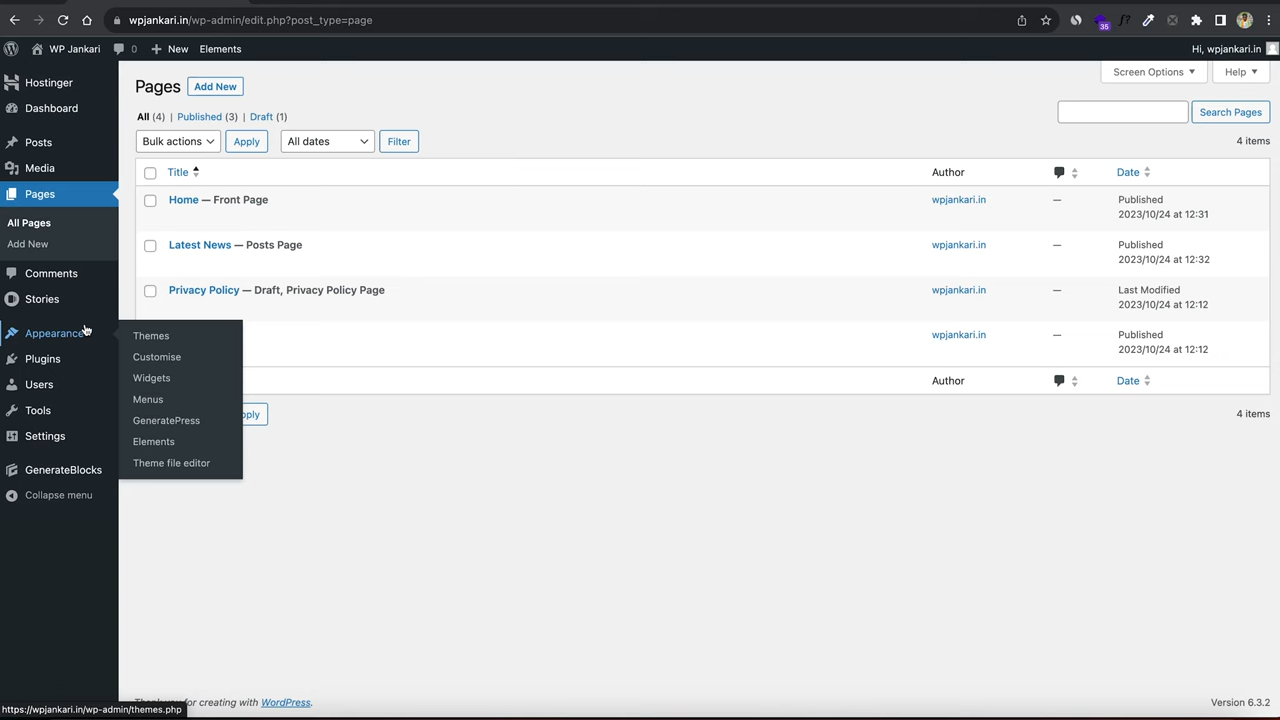 wpjankari.in/wp-admin/edit.php?post_type=page
35
WP Jankari 0 New Elements
Hi, wpjankari.in
Hostinger
Dashboard
Posts
Media
Pages
All Pages
Add New
Comments
Stories
Appearance
Plugins
Users
Tools
Settings
GenerateBlocks
Collapse menu
Themes
Customise
Widgets
Menus
GeneratePress
Elements
Theme file editor
Screen Options Help
Pages Add New
All (4) | Published (3) | Draft (1)
Search Pages
Bulk actions Apply All dates Filter
4 items
Title Author Date
Home — Front Page wpjankari.in — Published
2023/10/24 at 12:31
Latest News — Posts Page wpjankari.in — Published
2023/10/24 at 12:32
Privacy Policy — Draft, Privacy Policy Page wpjankari.in — Last Modified
2023/10/24 at 12:12
wpjankari.in — Published
2023/10/24 at 12:12
Author Date
4 items
for creating with WordPress.
Version 6.3.2
https://wpjankari.in/wp-admin/themes.php